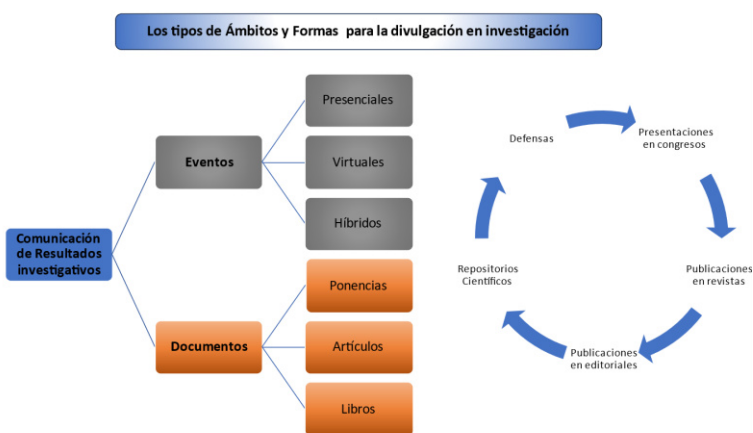 Los tipos de Ámbitos y Formas para la divulgación en investigación
Comunicación
de Resultados
investigativos
Eventos
Presenciales
Virtuales
Híbridos
Documentos
Ponencias
Artículos
Libros
Defensas
Presentaciones
en congresos
Publicaciones
en revistas
Publicaciones
en editoriales
Repositorios
Científicos